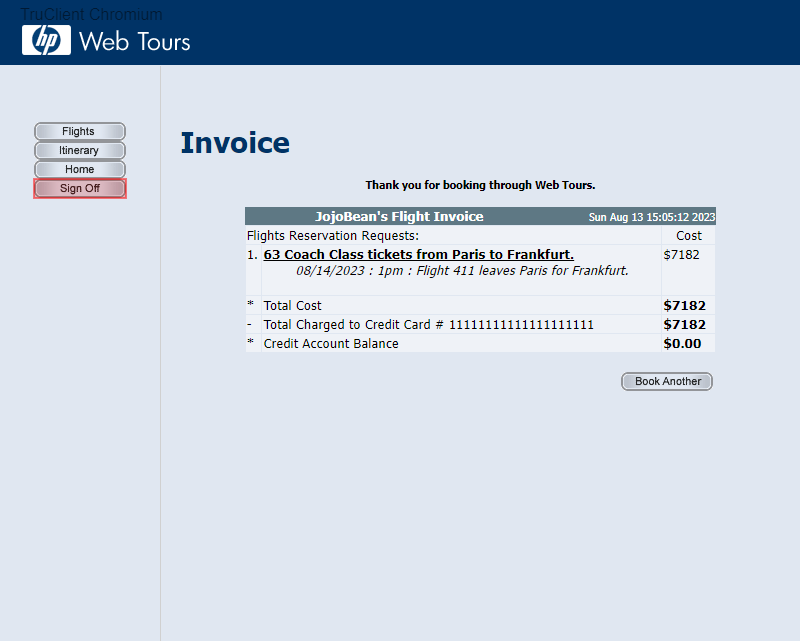 TruClient Chromium
hp Web Tours
Flights
Itinerary
Home
Sign Off
Invoice
Thank you for booking through Web Tours.
JojoBean's Flight Invoice Sun Aug 13 15:05:12 2023
Flights Reservation Requests: Cost
1. 63 Coach Class tickets from Paris to Frankfurt. $7182
08/14/2023 : 1pm : Flight 411 leaves Paris for Frankfurt.
* Total Cost $7182
- Total Charged to Credit Card # 11111111111111111111 $7182
* Credit Account Balance $0.00
Book Another